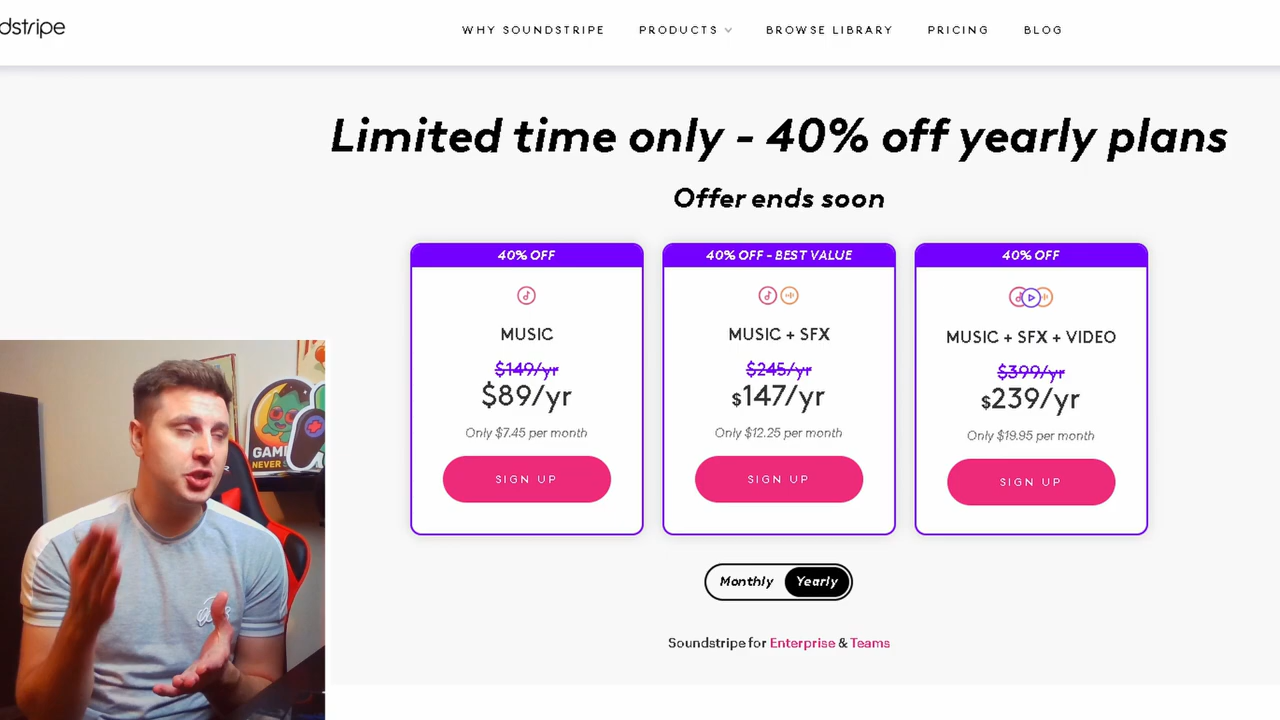 dstripe
WHY SOUNDSTRIPE PRODUCTS BROWSE LIBRARY PRICING BLOG
Limited time only - 40% off yearly plans
Offer ends soon
40% OFF
MUSIC
$149/yr
$89/yr
Only $7.45 per month
SIGN UP
40% OFF - BEST VALUE
MUSIC + SFX
$245/yr
$147/yr
Only $12.25 per month
SIGN UP
40% OFF
MUSIC + SFX + VIDEO
$399/yr
$239/yr
Only $19.95 per month
SIGN UP
Monthly Yearly
Soundstripe for Enterprise & Teams
GAM
NEVER